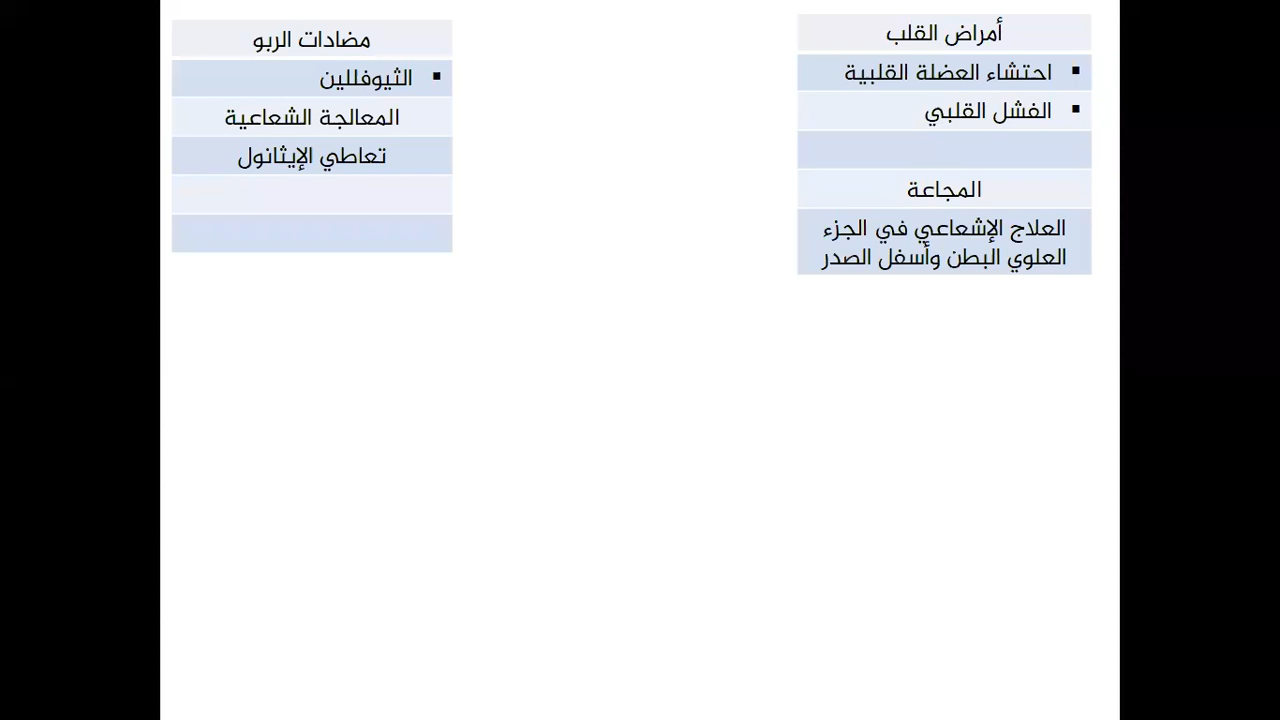 أمراض القلب
▪ احتشاء العضلة القلبية
▪ الفشل القلبي
المجاعة
العلاج الإشعاعي في الجزء
العلوي البطن وأسفل الصدر
مضادات الربو
▪ الثيوفللين
المعالجة الشعاعية
تعاطي الإيثانول